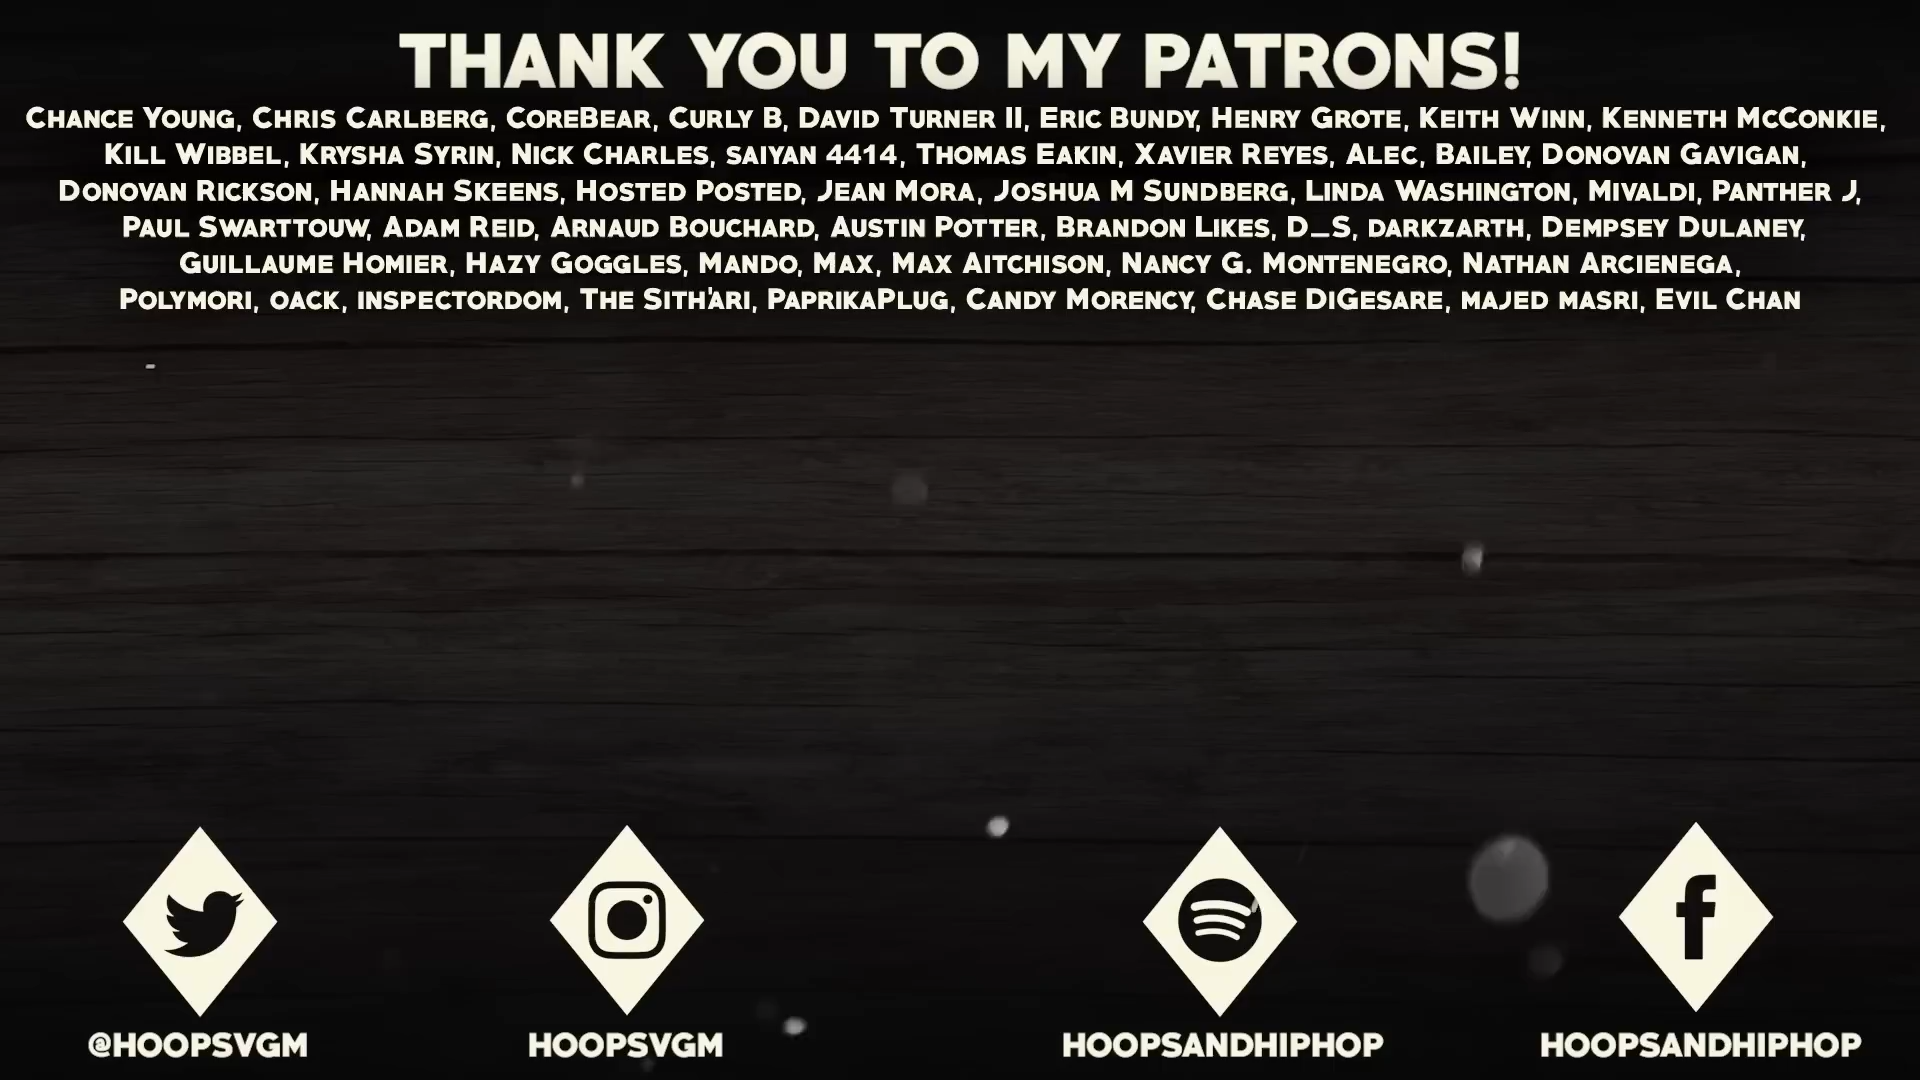 THANK YOU TO MY PATRONS!
Chance Young, Chris Carlberg, CoreBear, Curly B, David Turner II, Eric Bundy, Henry Grote, Keith Winn, Kenneth McConkie,
Kill Wibbel, Krysha Syrin, Nick Charles, saiyan 4414, Thomas Eakin, Xavier Reyes, Alec, Bailey, Donovan Gavigan,
Donovan Rickson, Hannah Skeens, Hosted Posted, Jean Mora, Joshua M Sundberg, Linda Washington, Mivaldi, Panther J,
Paul Swarttouw, Adam Reid, Arnaud Bouchard, Austin Potter, Brandon Likes, D_S, darkzarth, Dempsey Dulaney,
Guillaume Homier, Hazy Goggles, Mando, Max, Max Aitchison, Nancy G. Montenegro, Nathan Arcienega,
Polymori, oack, inspectordom, The Sith'ari, PaprikaPlug, Candy Morency, Chase DiGesare, majed masri, Evil Chan
@HOOPSVGM
HOOPSVGM
HOOPSANDHIPHOP
HOOPSANDHIPHOP